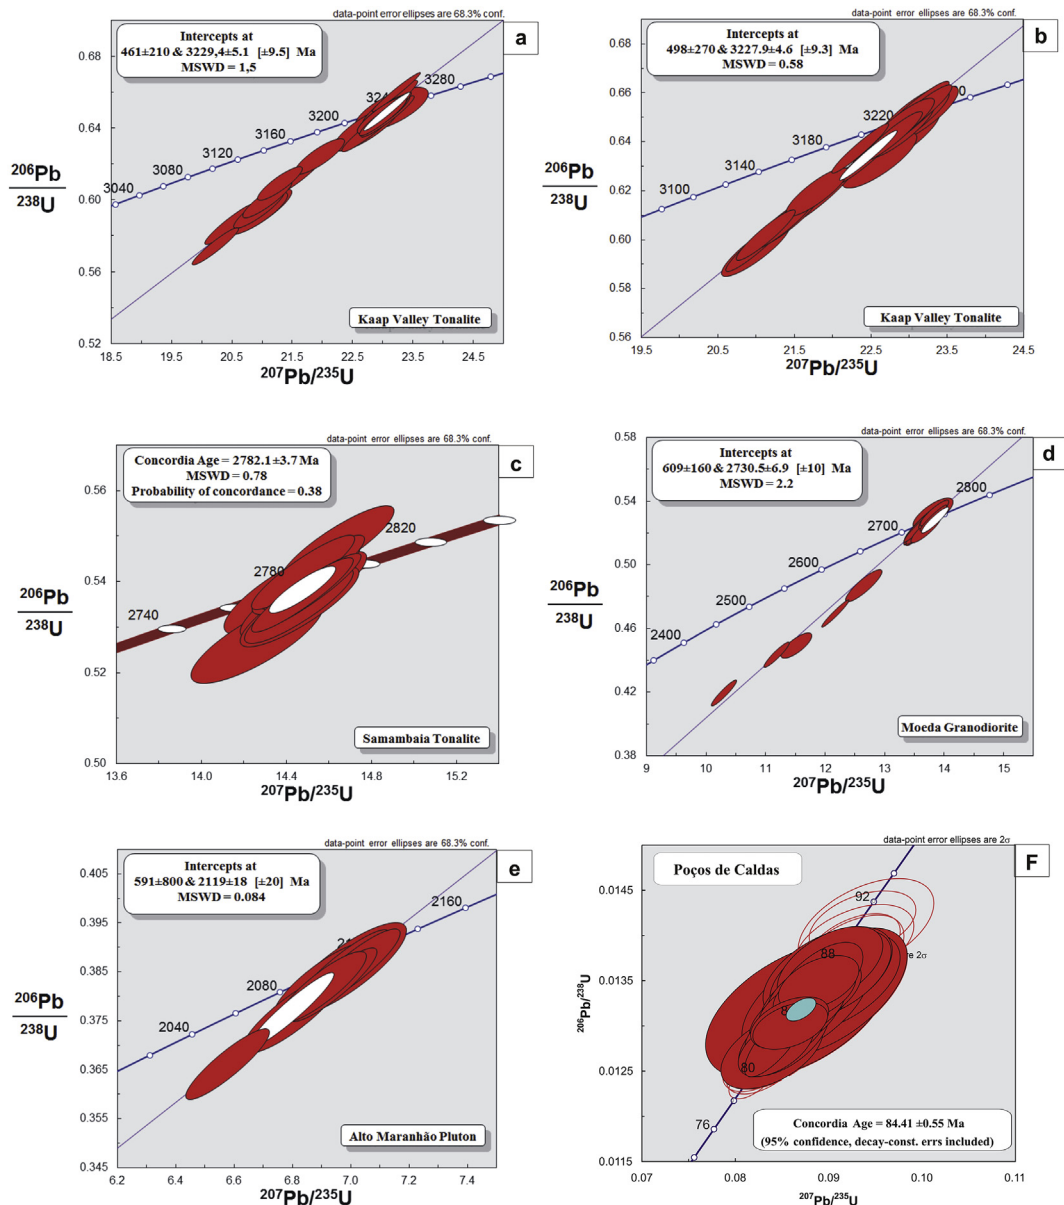 data-point error ellipses are 68.3% conf.
a
Intercepts at
461±210 & 3229,4±5.1 [±9.5] Ma
MSWD = 1,5
0.68
0.64
0.60
0.56
0.52
206Pb
238U
3040
3080
3120
3160
3200
3280
Kaap Valley Tonalite
18.5
19.5
20.5
21.5
22.5
23.5
24.5
207Pb/235U
data-point error ellipses are 68.3% conf.
b
Intercepts at
498±270 & 3227.9±4.6 [±9.3] Ma
MSWD = 0.58
0.68
0.66
0.64
0.62
0.60
0.58
0.56
206Pb
238U
3100
3140
3180
3220
Kaap Valley Tonalite
19.5
20.5
21.5
22.5
23.5
24.5
207Pb/235U
data-point error ellipses are 68.3% conf.
c
Concordia Age = 2782.1±3.7 Ma
MSWD = 0.78
Probability of concordance = 0.38
0.56
0.54
0.52
0.50
206Pb
238U
2740
2780
2820
Samambaia Tonalite
13.6
14.0
14.4
14.8
15.2
207Pb/235U
data-point error ellipses are 68.3% conf.
d
Intercepts at
609±160 & 2730.5±6.9 [±10] Ma
MSWD = 2.2
0.58
0.54
0.50
0.46
0.42
0.38
206Pb
238U
2400
2500
2600
2700
2800
Moeda Granodiorite
9
10
11
12
13
14
15
207Pb/235U
data-point error ellipses are 68.3% conf.
e
Intercepts at
591±800 & 2119±18 [±20] Ma
MSWD = 0.084
0.405
0.395
0.385
0.375
0.365
0.355
0.345
206Pb
238U
2040
2080
2160
Alto Maranhão Pluton
6.2
6.4
6.6
6.8
7.0
7.2
7.4
207Pb/235U
data-point error ellipses are 2σ
F
Poços de Caldas
0.0145
0.0135
0.0125
0.0115
206Pb/238U
76
80
88
92
re 2σ
Concordia Age = 84.41 ±0.55 Ma
(95% confidence, decay-const. errs included)
0.07
0.08
0.09
0.10
0.11
207Pb/235U